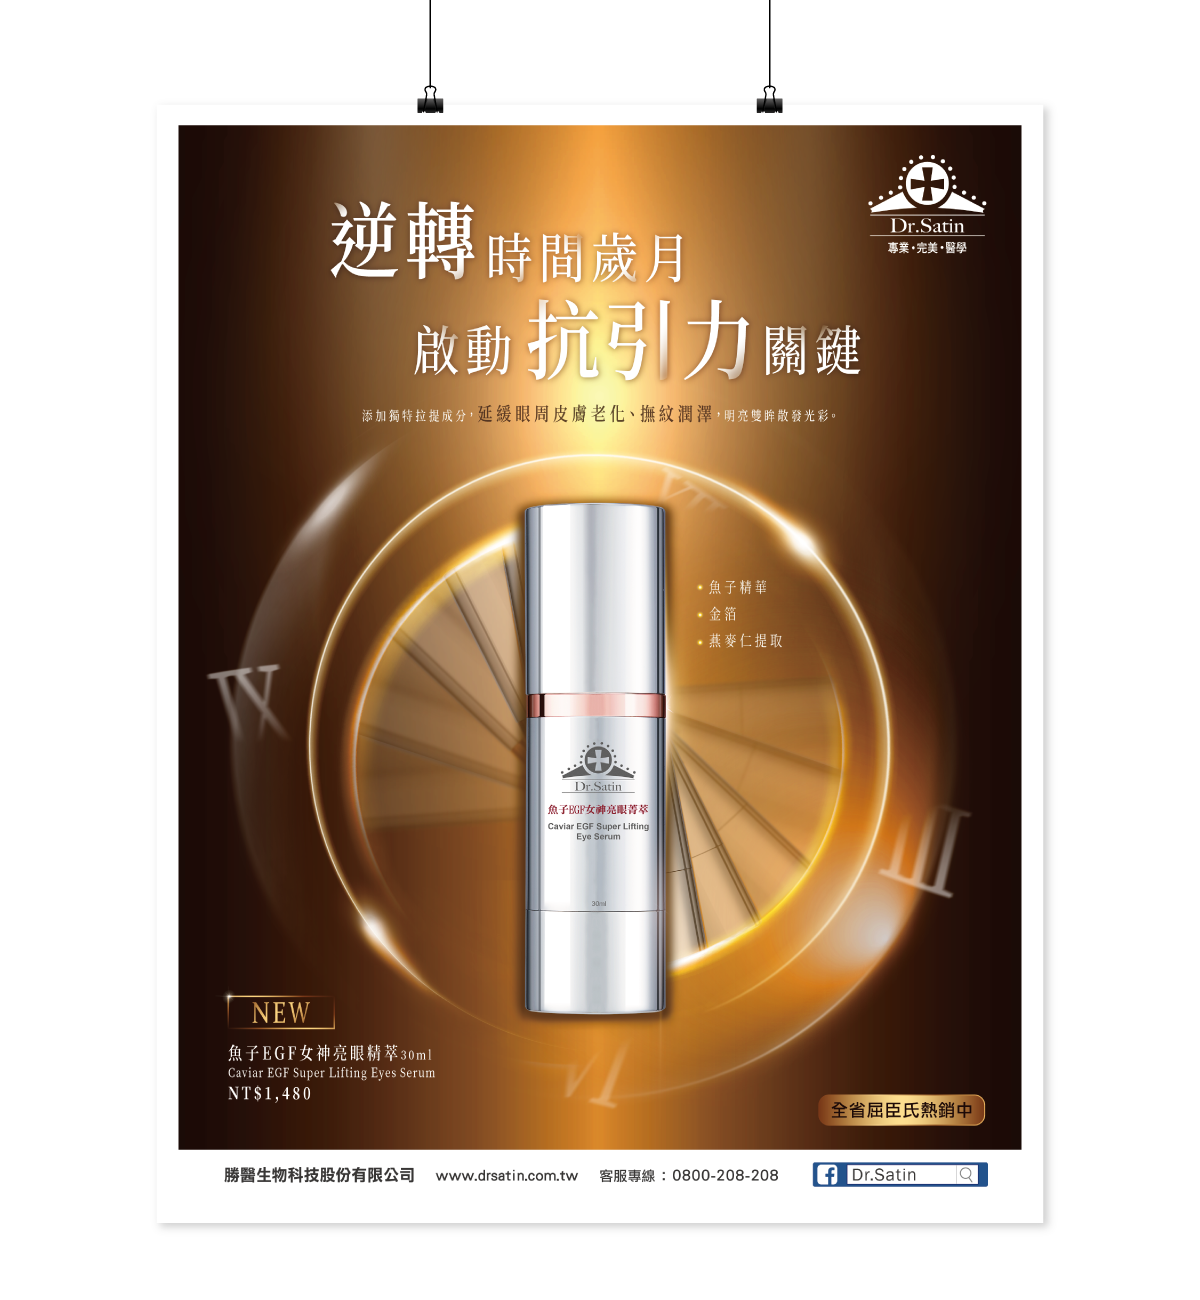 逆轉時間歲月
啟動抗引力關鍵
添加獨特拉提成分，延緩眼周皮膚老化、撫紋潤澤，明亮雙眸散發光彩。
Dr.Satin
專業•完美•醫學
VII
• 魚子精華
• 金箔
• 燕麥仁提取
IX
III
VI
Dr.Satin
魚子EGF女神亮眼菁萃
Caviar EGF Super Lifting
Eye Serum
30ml
NEW
魚子EGF女神亮眼精萃30ml
Caviar EGF Super Lifting Eyes Serum
NT$1,480
全省屈臣氏熱銷中
勝醫生物科技股份有限公司 www.drsatin.com.tw 客服專線：0800-208-208
f Dr.Satin